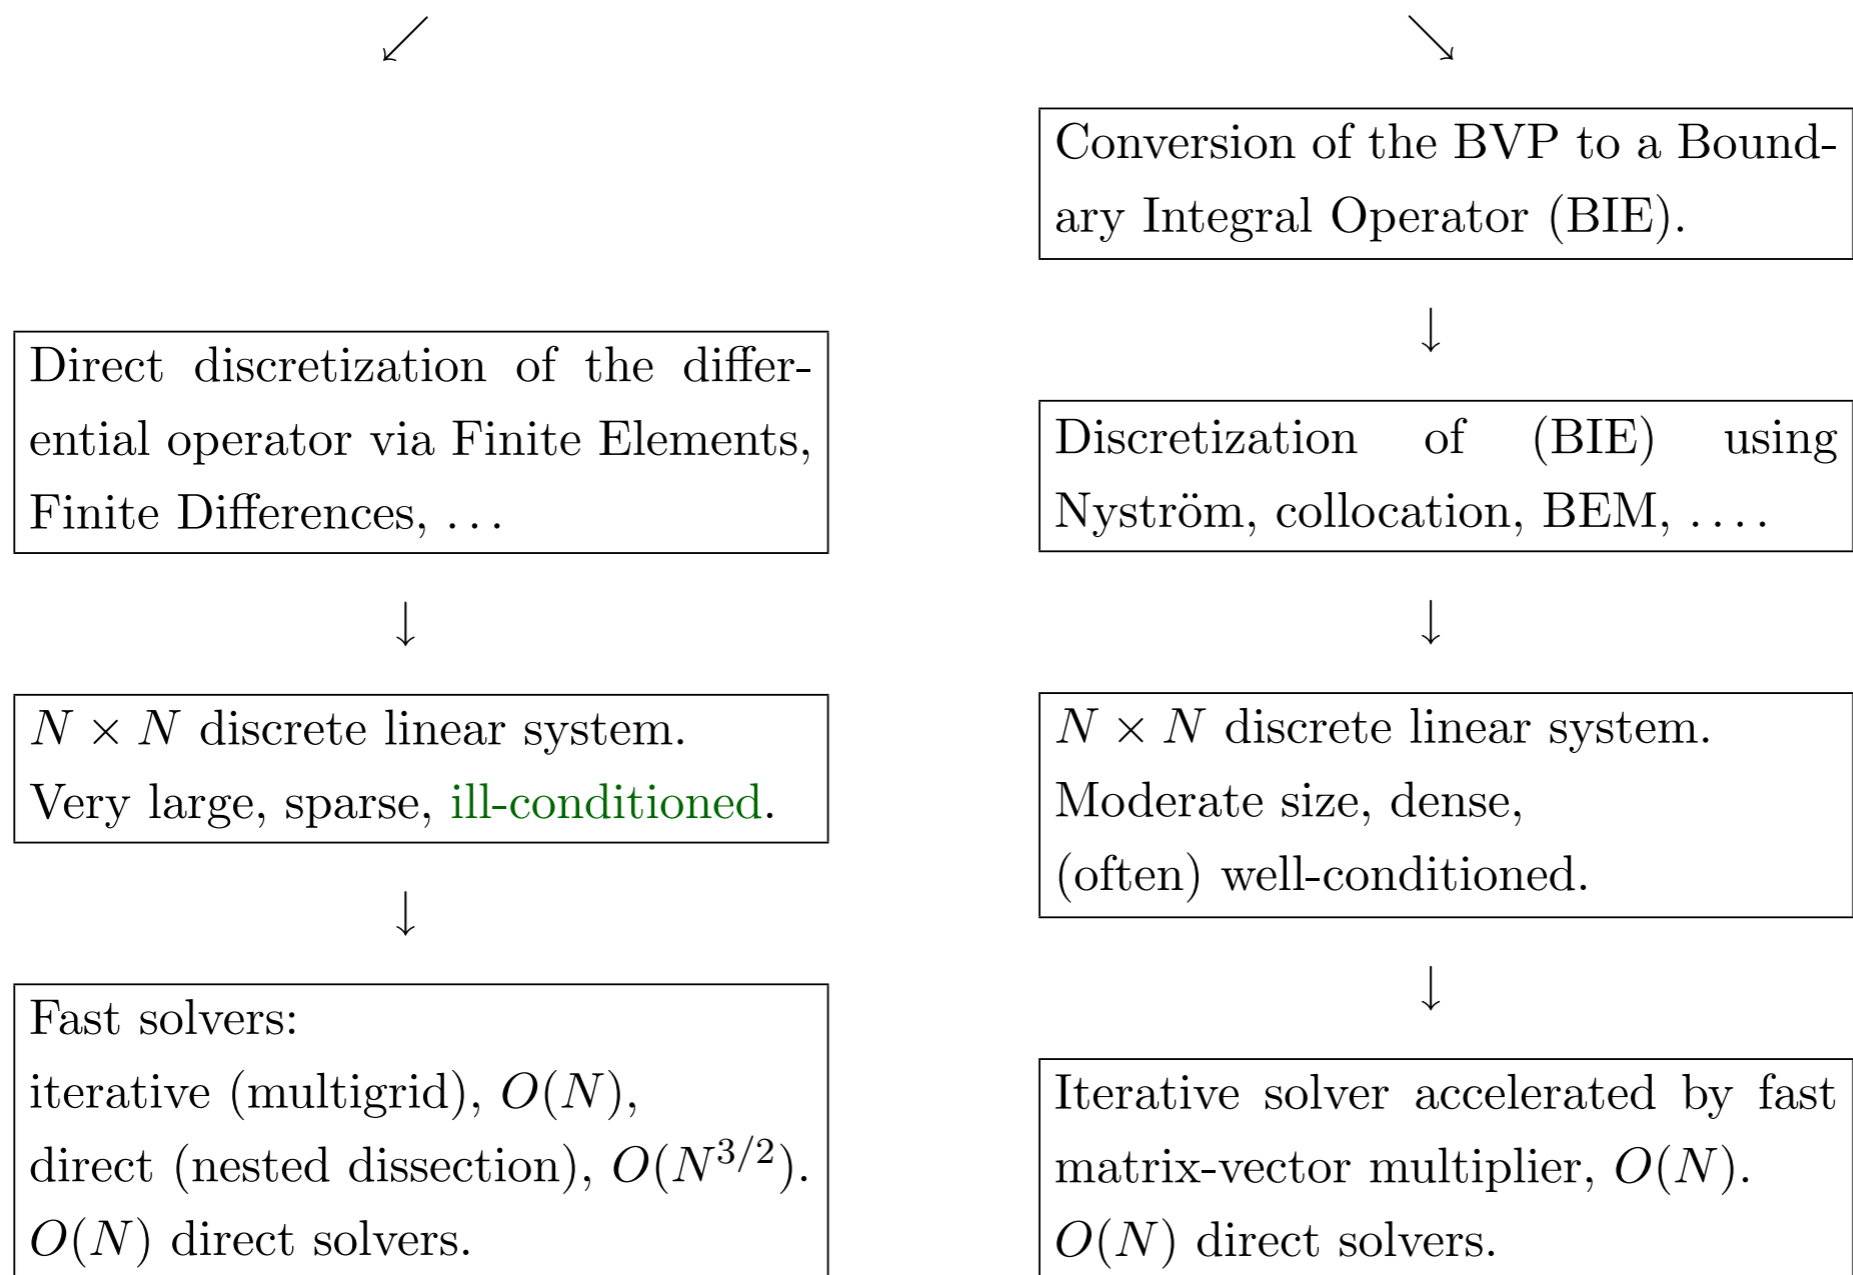 Direct discretization of the differ-
ential operator via Finite Elements,
Finite Differences, . . .
N × N discrete linear system.
Very large, sparse, ill-conditioned.
Fast solvers:
iterative (multigrid), O(N),
direct (nested dissection), O(N^{3/2}).
O(N) direct solvers.
Conversion of the BVP to a Bound-
ary Integral Operator (BIE).
Discretization of (BIE) using
Nyström, collocation, BEM, . . . .
N × N discrete linear system.
Moderate size, dense,
(often) well-conditioned.
Iterative solver accelerated by fast
matrix-vector multiplier, O(N).
O(N) direct solvers.